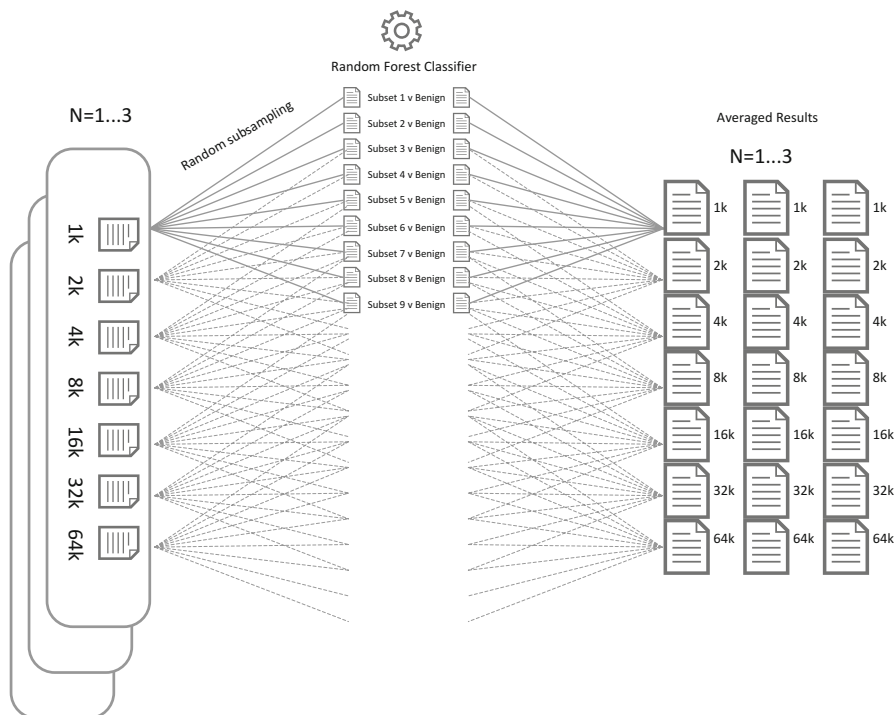 Random Forest Classifier
N=1...3
Random subsampling
1k
2k
4k
8k
16k
32k
64k
Subset 1 v Benign
Subset 2 v Benign
Subset 3 v Benign
Subset 4 v Benign
Subset 5 v Benign
Subset 6 v Benign
Subset 7 v Benign
Subset 8 v Benign
Subset 9 v Benign
Averaged Results
N=1...3
1k 1k 1k
2k 2k 2k
4k 4k 4k
8k 8k 8k
16k 16k 16k
32k 32k 32k
64k 64k 64k